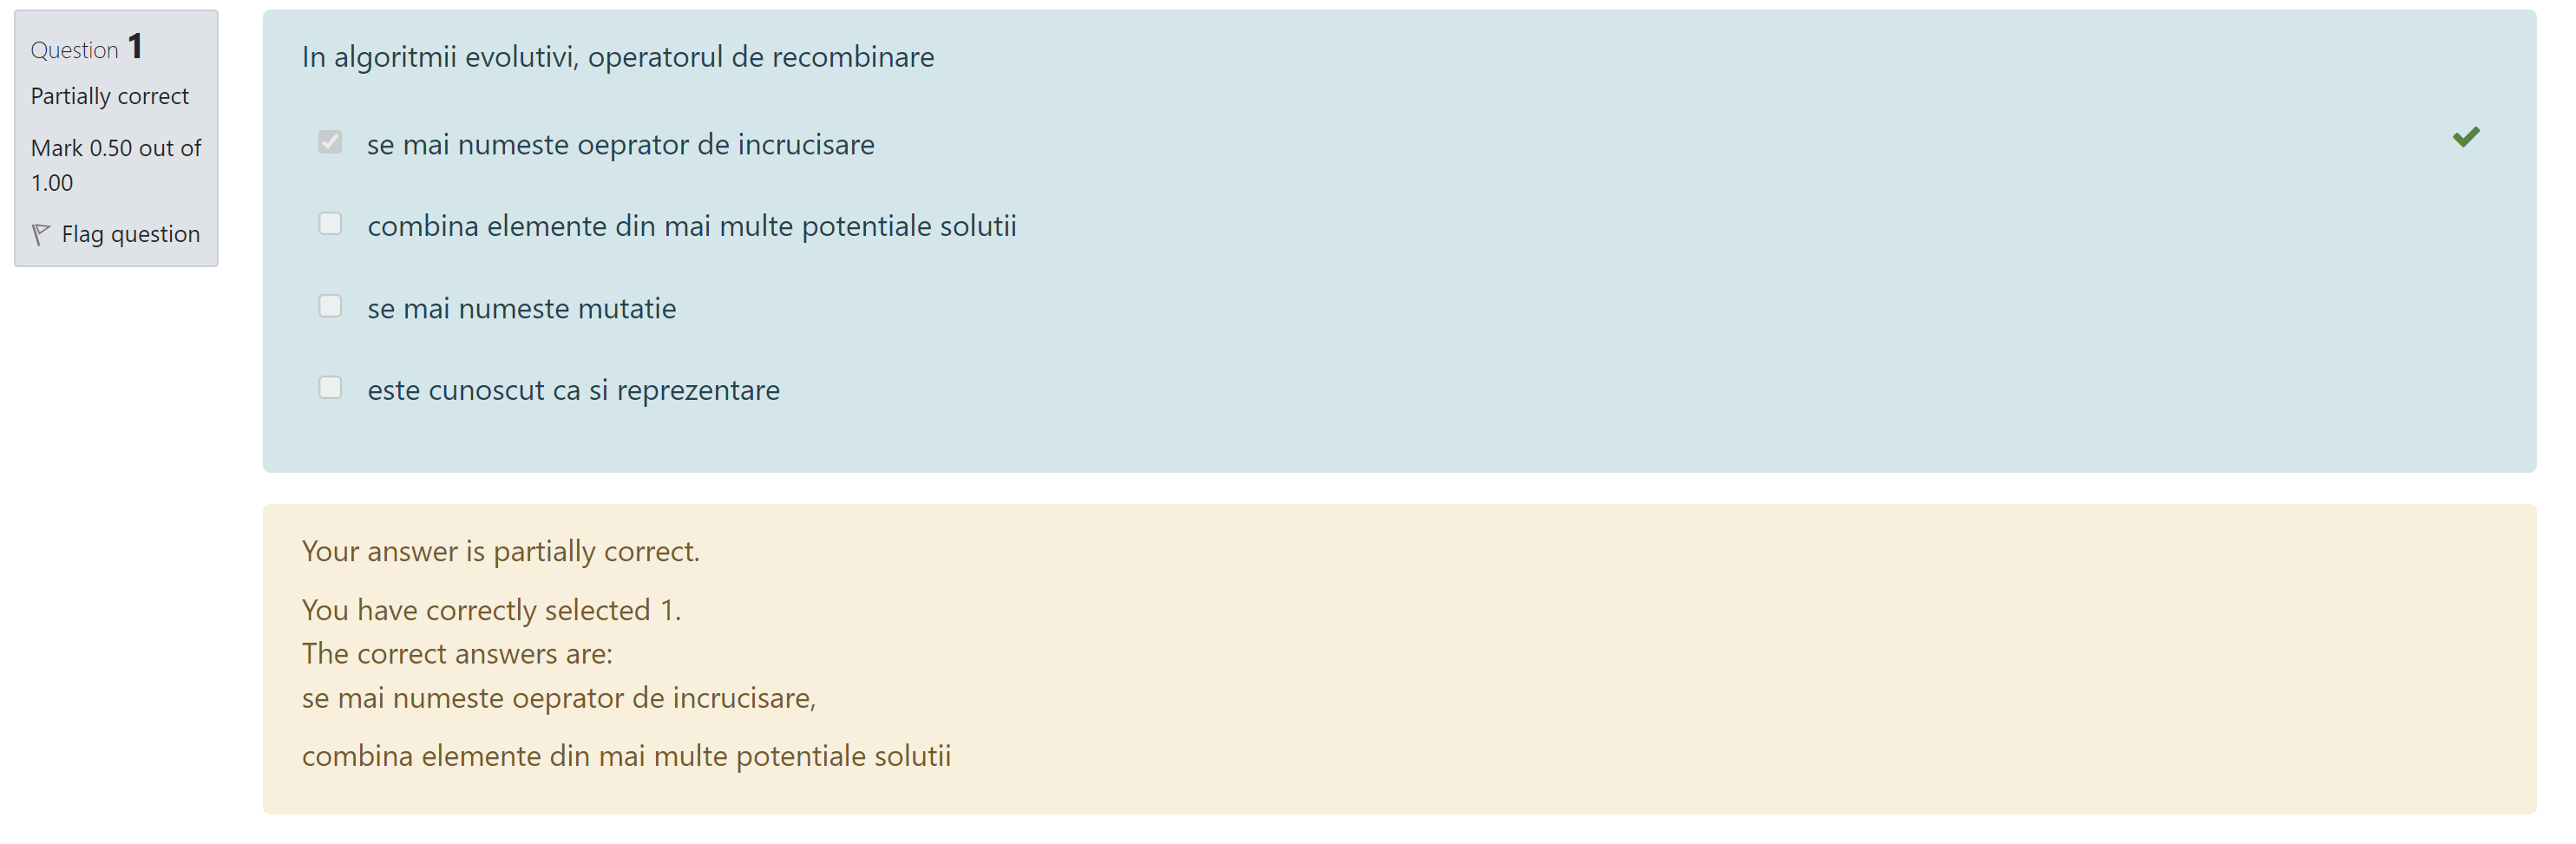 Question 1
Partially correct
Mark 0.50 out of
1.00
Flag question
In algoritmii evolutivi, operatorul de recombinare
se mai numeste oeprator de incrucisare
combina elemente din mai multe potentiale solutii
se mai numeste mutatie
este cunoscut ca si reprezentare
Your answer is partially correct.
You have correctly selected 1.
The correct answers are:
se mai numeste oeprator de incrucisare,
combina elemente din mai multe potentiale solutii